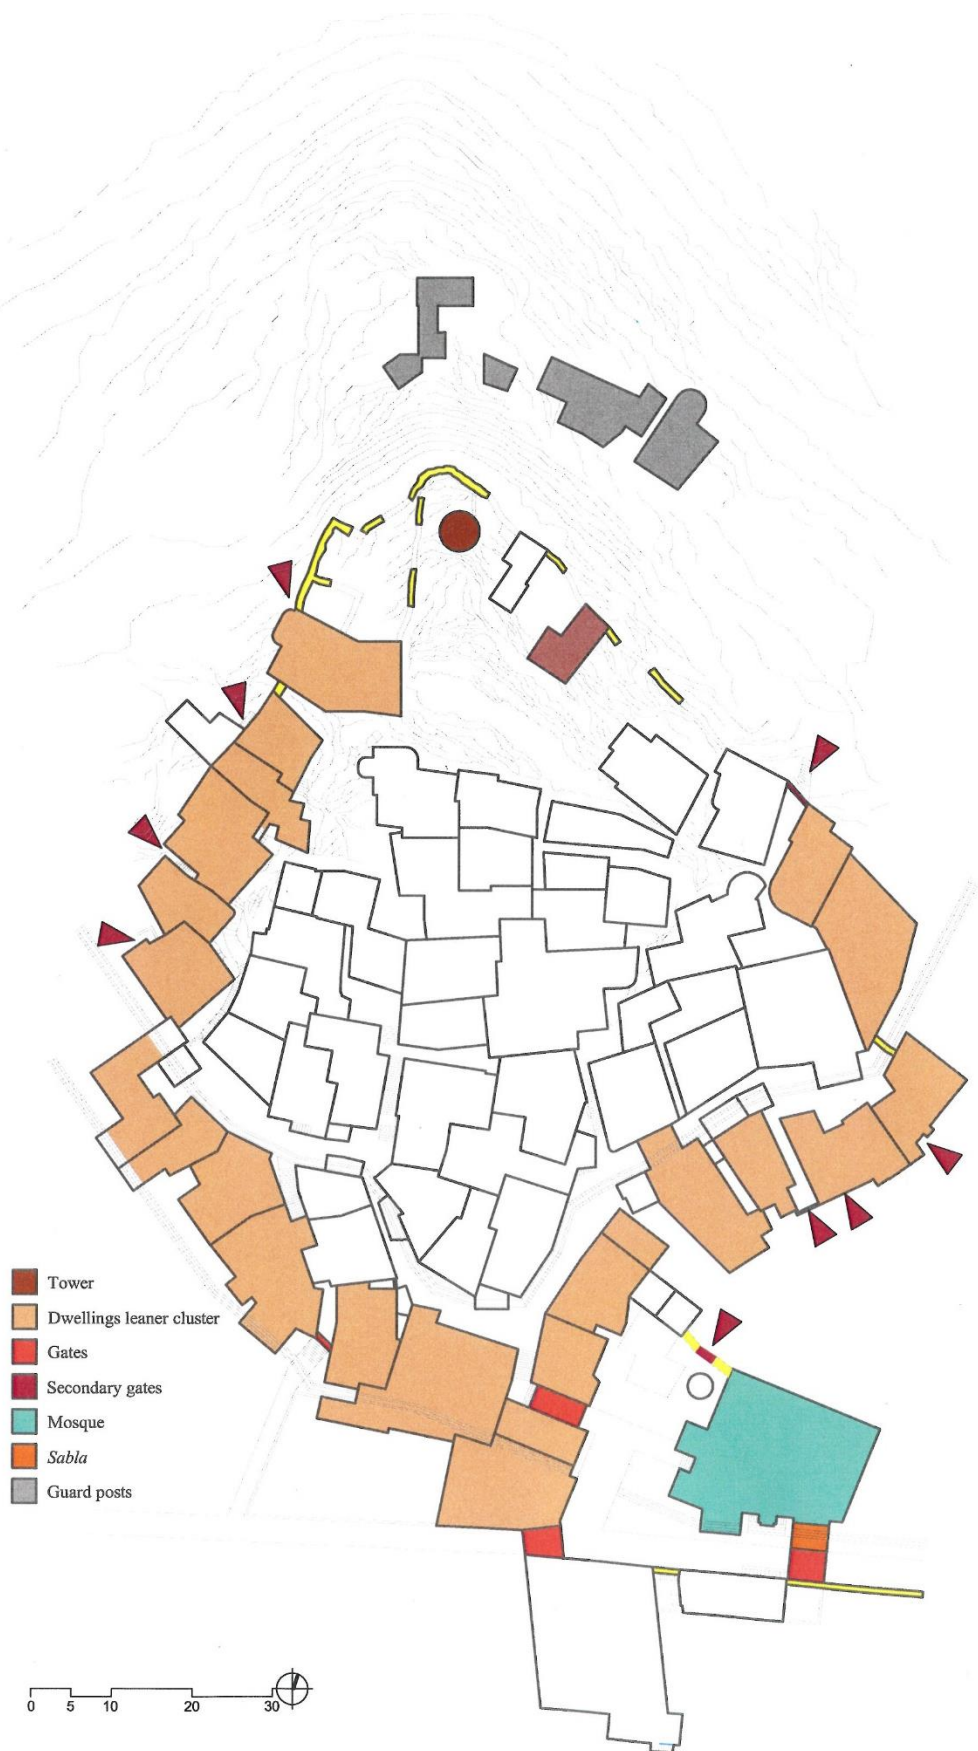 Tower
Dwellings leaner cluster
Gates
Secondary gates
Mosque
Sabla
Guard posts
0 5 10 20 30